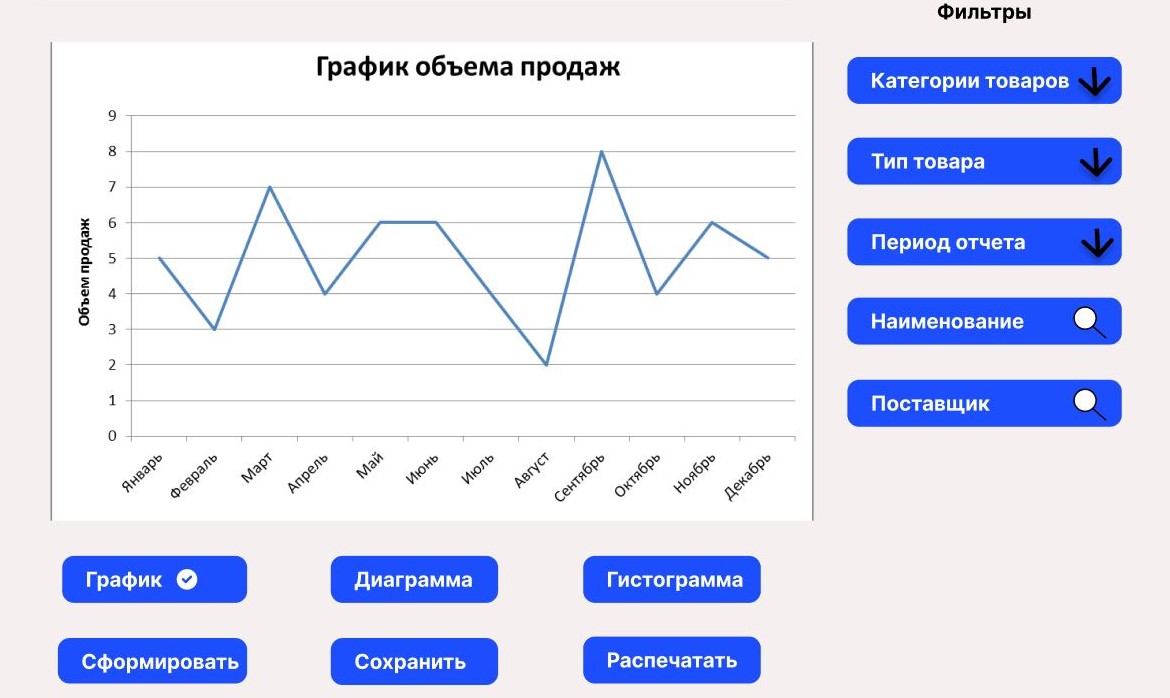 Фильтры
График объема продаж
Категории товаров
Тип товара
Период отчета
Наименование
Поставщик
Объем продаж
9
8
7
6
5
4
3
2
1
0
Январь Февраль Март Апрель Май Июнь Июль Август Сентябрь Октябрь Ноябрь Декабрь
График Диаграмма Гистограмма
Сформировать Сохранить Распечатать